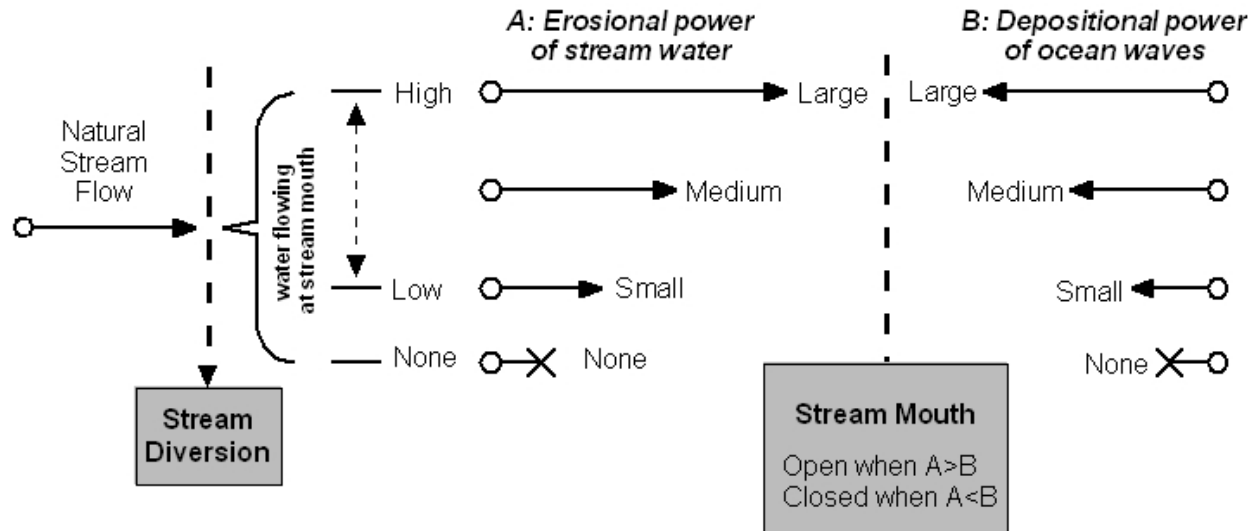 A: Erosional power
of stream water
B: Depositional power
of ocean waves
Natural
Stream
Flow
water flowing
at stream mouth
High
Large
Large
Medium
Medium
Low
Small
Small
None
None
None
Stream
Diversion
Stream Mouth
Open when A>B
Closed when A<B